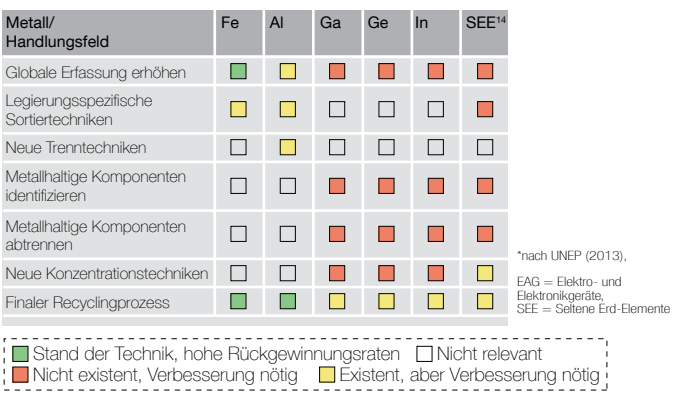 Metall/ Fe Al Ga Ge In SEE¹⁴
Handlungsfeld
Globale Erfassung erhöhen
Legierungsspezifische
Sortiertechniken
Neue Trenntechniken
Metallhaltige Komponenten
identifizieren
Metallhaltige Komponenten
abtrennen
Neue Konzentrationstechniken
Finaler Recyclingprozess
*nach UNEP (2013),
EAG = Elektro- und
Elektronikgeräte,
SEE = Seltene Erd-Elemente
Stand der Technik, hohe Rückgewinnungsraten Nicht relevant
Nicht existent, Verbesserung nötig Existent, aber Verbesserung nötig